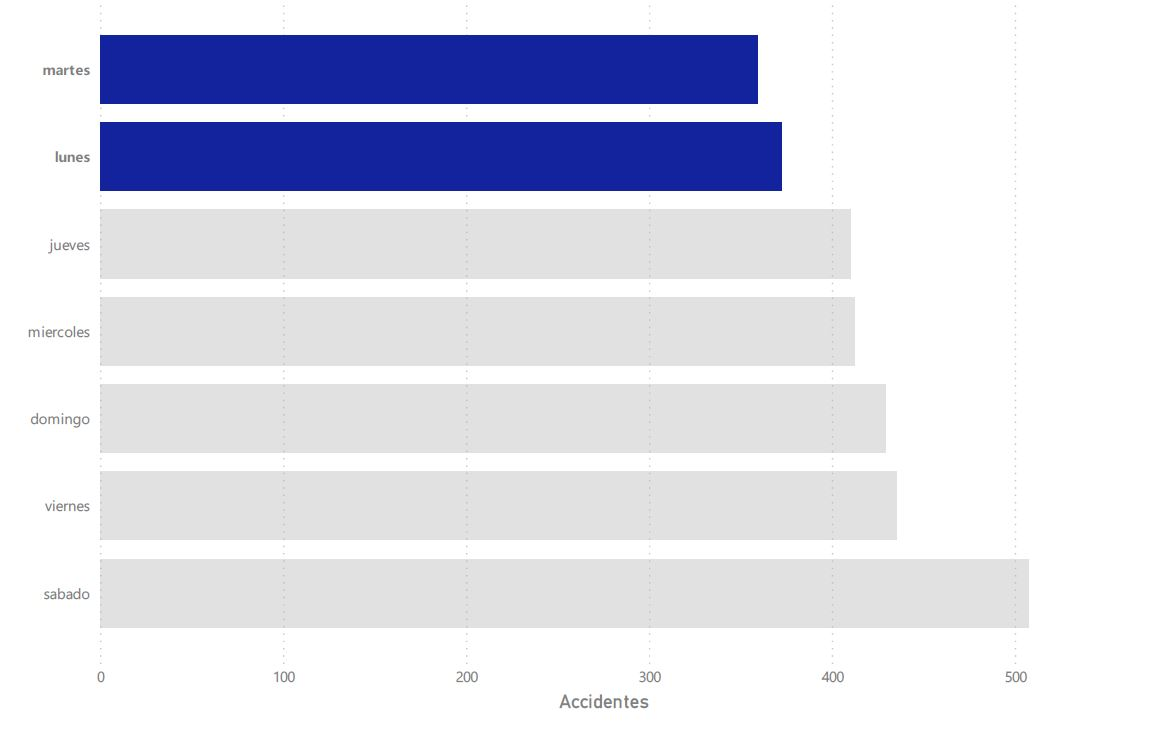 martes
lunes
jueves
miercoles
domingo
viernes
sabado
0 100 200 300 400 500
Accidentes